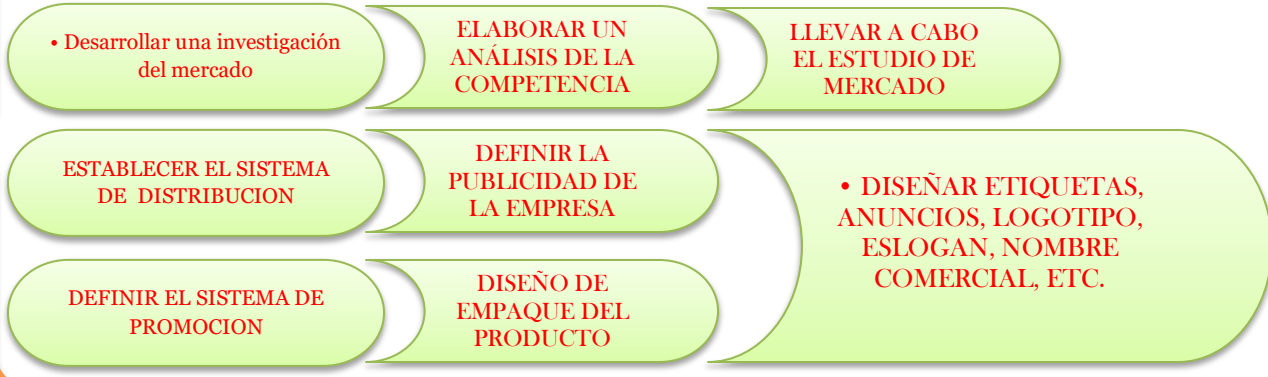 • Desarrollar una investigación
del mercado
ELABORAR UN
ANÁLISIS DE LA
COMPETENCIA
LLEVAR A CABO
EL ESTUDIO DE
MERCADO
ESTABLECER EL SISTEMA
DE DISTRIBUCION
DEFINIR LA
PUBLICIDAD DE
LA EMPRESA
• DISEÑAR ETIQUETAS,
ANUNCIOS, LOGOTIPO,
ESLOGAN, NOMBRE
COMERCIAL, ETC.
DEFINIR EL SISTEMA DE
PROMOCION
DISEÑO DE
EMPAQUE DEL
PRODUCTO